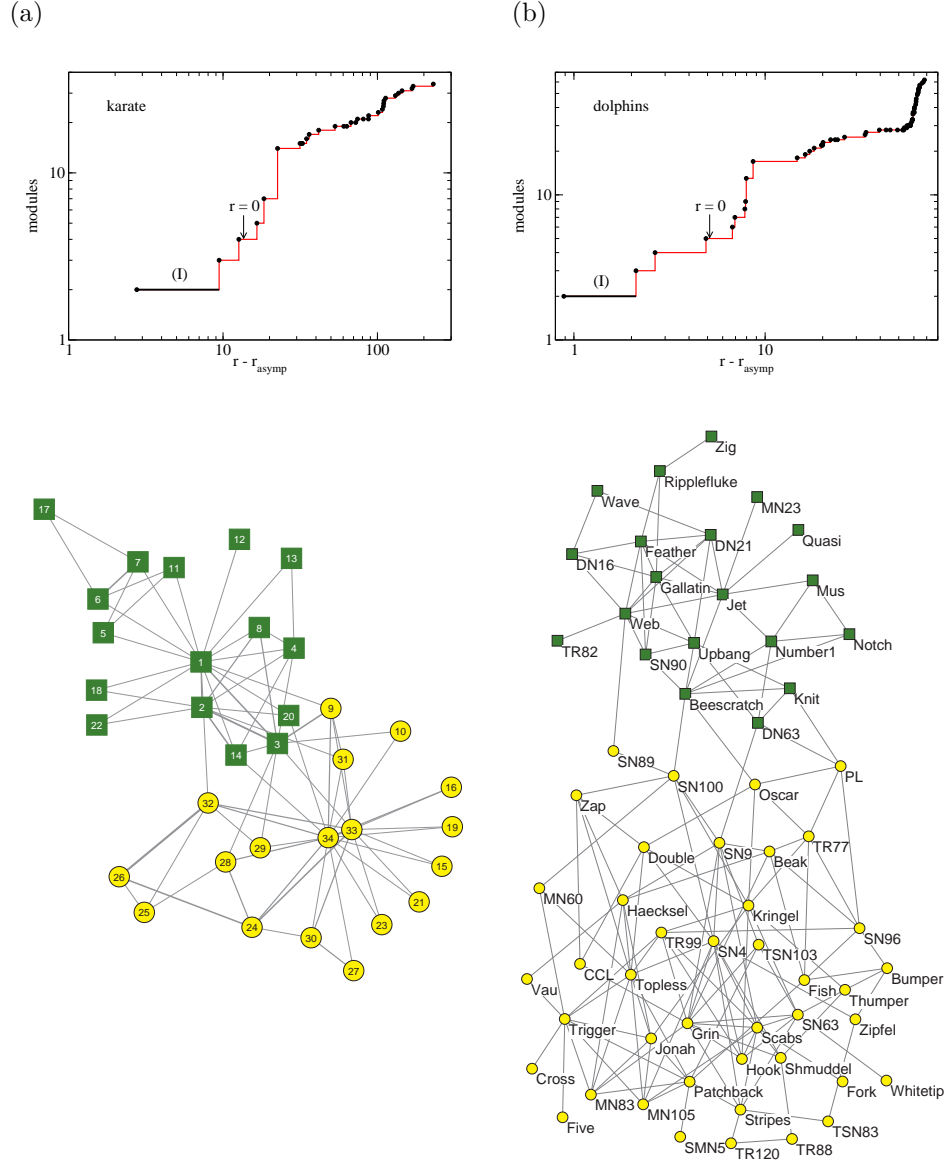 (a)
(b)
karate
dolphins
modules
10
1
r = 0
(I)
1
10
100
r - r_asymp
modules
10
1
r = 0
(I)
1
10
r - r_asymp
17
7
11
12
13
6
5
8
4
1
18
2
22
20
3
14
9
10
31
32
16
33
34
19
29
28
15
26
25
24
21
23
30
27
Zig
Ripplefluke
Wave
MN23
Quasi
DN21
Feather
DN16
Gallatin
Jet
Mus
Web
TR82
SN90
Upbang
Number1
Notch
Beescratch
Knit
DN63
SN89
PL
SN100
Oscar
Zap
Double
SN9
Beak
TR77
MN60
Haecksel
Kringel
SN96
TR99
SN4
TSN103
CCL
Topless
Vau
Fish
Bumper
Thumper
Trigger
Grin
Scabs
SN63
Zipfel
Jonah
Hook
Shmuddel
Cross
Patchback
Fork
Whitetip
MN83
MN105
Stripes
Five
TSN83
SMN5
TR120
TR88